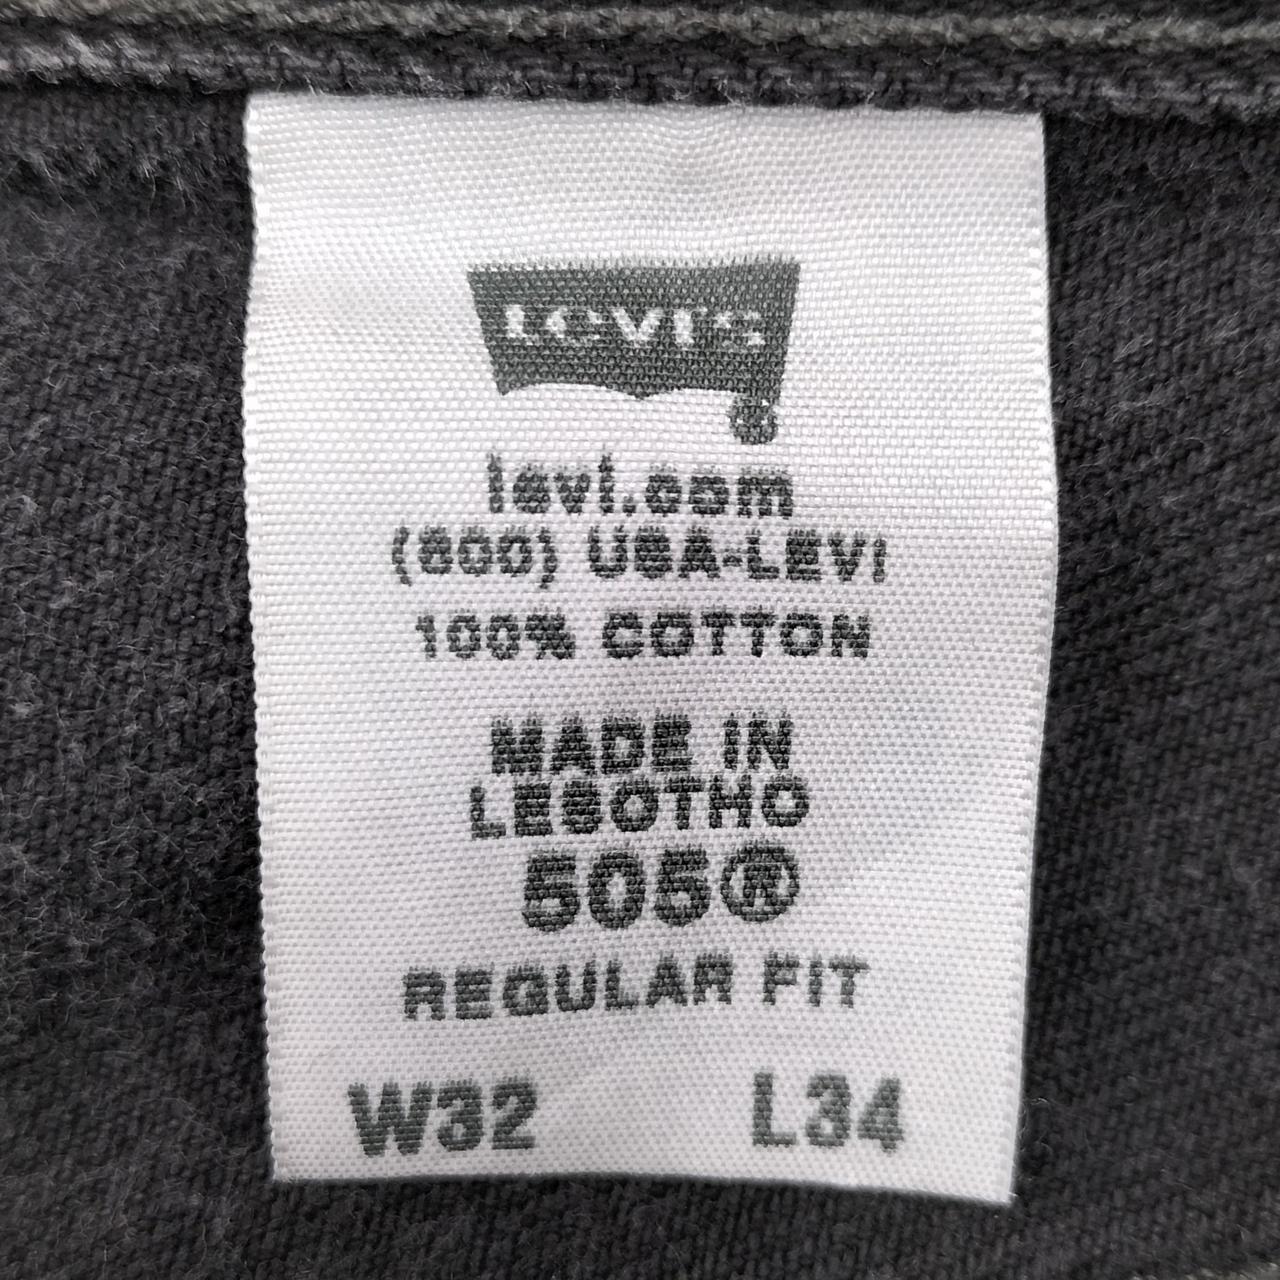 Levi's
levi.com
(800) USA-LEVI
100% COTTON
MADE IN
LESOTHO
505®
REGULAR FIT
W32 L34